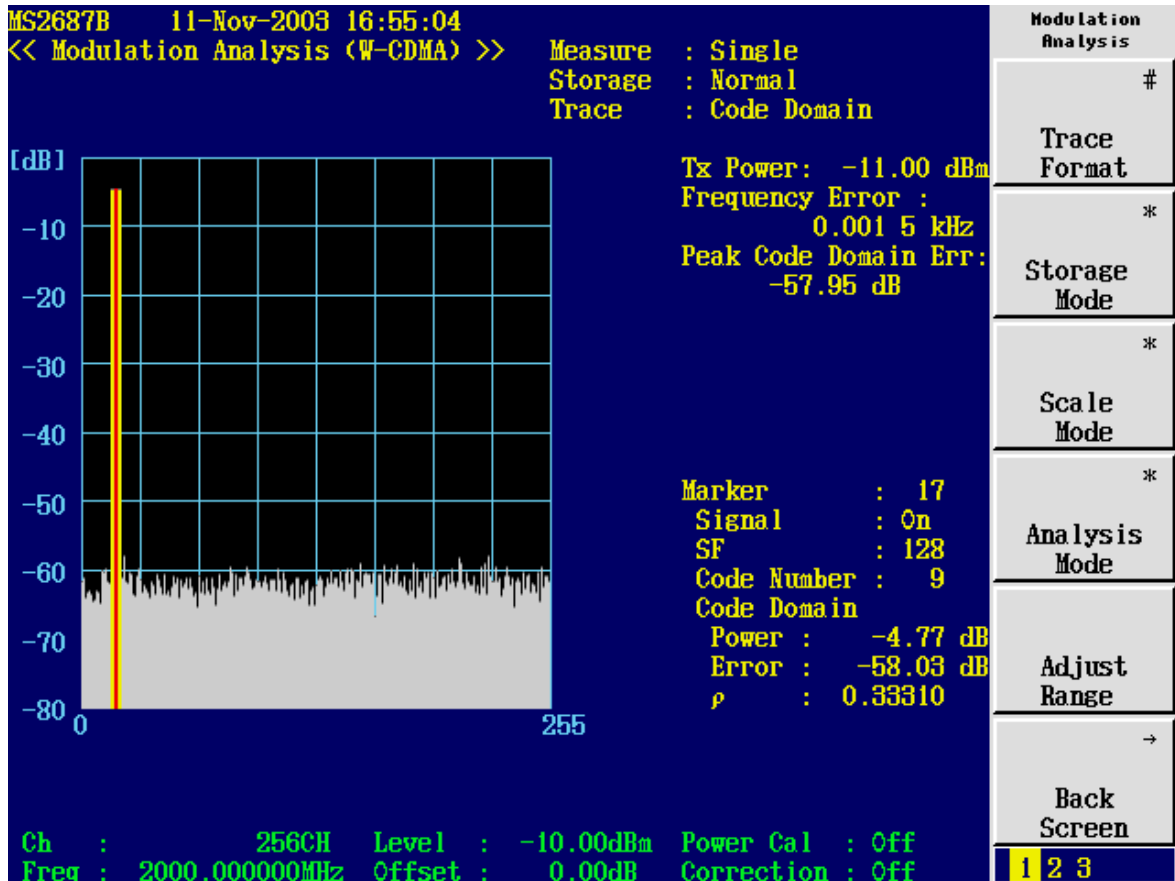 MS2687B 11-Nov-2003 16:55:04
<< Modulation Analysis (W-CDMA) >>
Measure : Single
Storage : Normal
Trace : Code Domain
[dB]
-10
-20
-30
-40
-50
-60
-70
-80
0
255
Tx Power: -11.00 dBm
Frequency Error :
0.001 5 kHz
Peak Code Domain Err:
-57.95 dB
Marker : 17
Signal : On
SF : 128
Code Number : 9
Code Domain
Power : -4.77 dB
Error : -58.03 dB
ρ : 0.33310
Ch : 256CH Level : -10.00dBm Power Cal : Off
Freq : 2000.000000MHz Offset : 0.00dB Correction : Off
Modulation
Analysis
#
Trace
Format
*
Storage
Mode
*
Scale
Mode
*
Analysis
Mode
Adjust
Range
→
Back
Screen
1 2 3